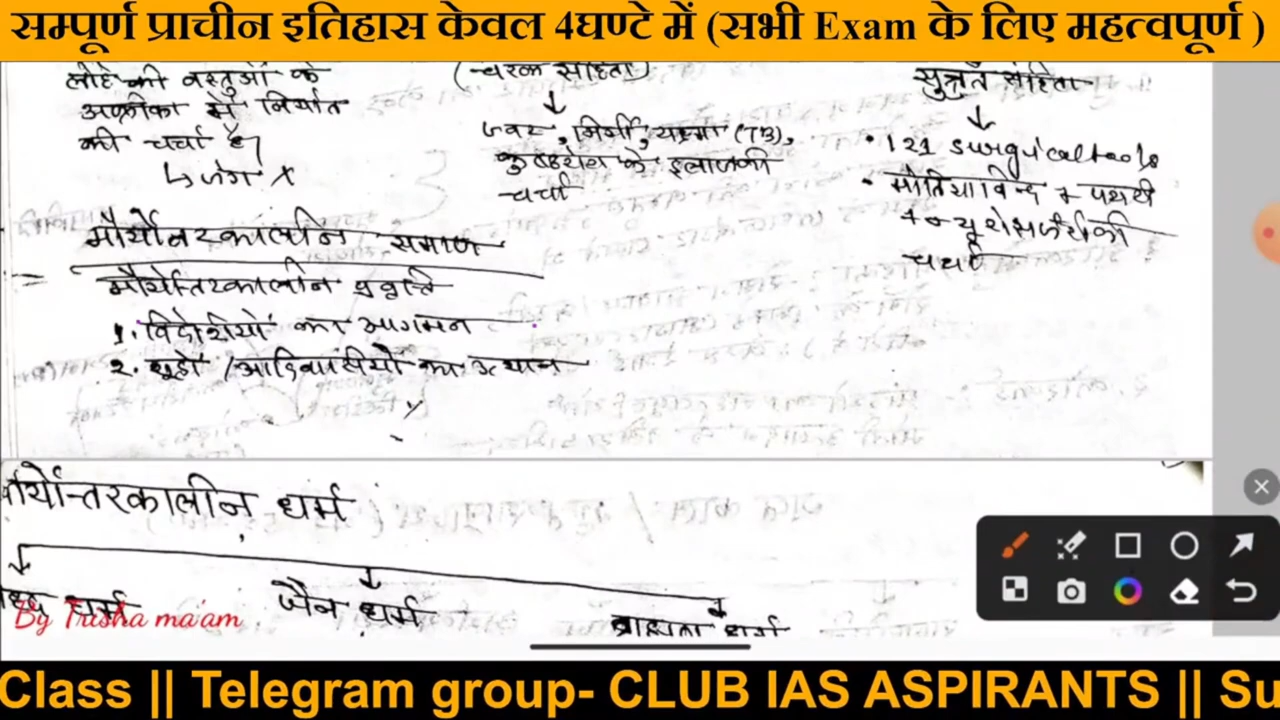 सम्पूर्ण प्राचीन इतिहास केवल 4घण्टे में (सभी Exam के लिए महत्वपूर्ण )
लोहे की वस्तुओं के
अफ्रीका में निर्यात
की चर्चा है।
↳ जंग ×
(चरक संहिता)
↓
ज्वर, मिर्गी, यक्ष्मा (TB),
कुष्ठरोग के इलाज की
चर्चा
सुश्रुत संहिता
↓
• 121 surgical tools
• मोतियाबिन्द + पथरी
चर्चा
मौर्योत्तरकालीन समाज
= मौर्योत्तरकालीन प्रवृत्ति
1. विदेशियों का आगमन
2. शूद्रों / आदिवासियों का उत्थान
मौर्योत्तरकालीन धर्म
धर्म
जैन धर्म
ब्राह्मण धर्म
By Trisha ma'am
Class || Telegram group- CLUB IAS ASPIRANTS || Su